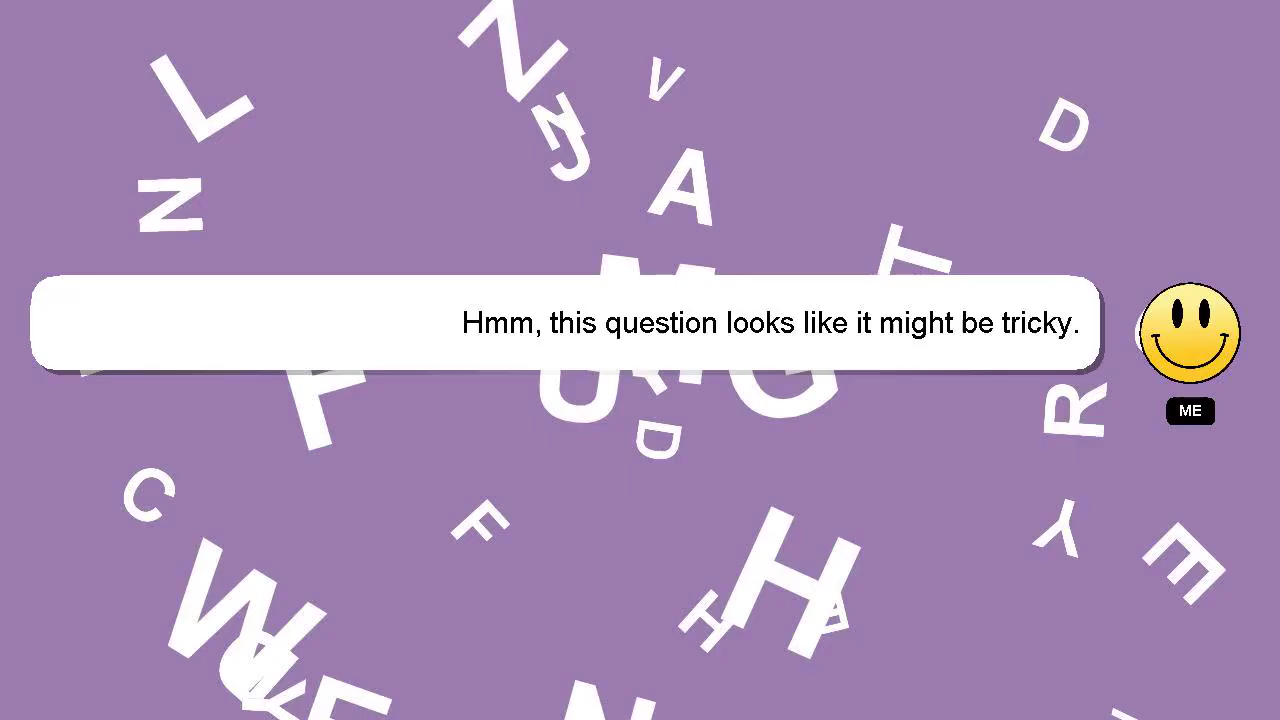 L
N
V
N
J
D
A
N
T
Hmm, this question looks like it might be tricky.
ME
F
U
G
R
D
C
F
H
Y
E
W
H
A
E
N